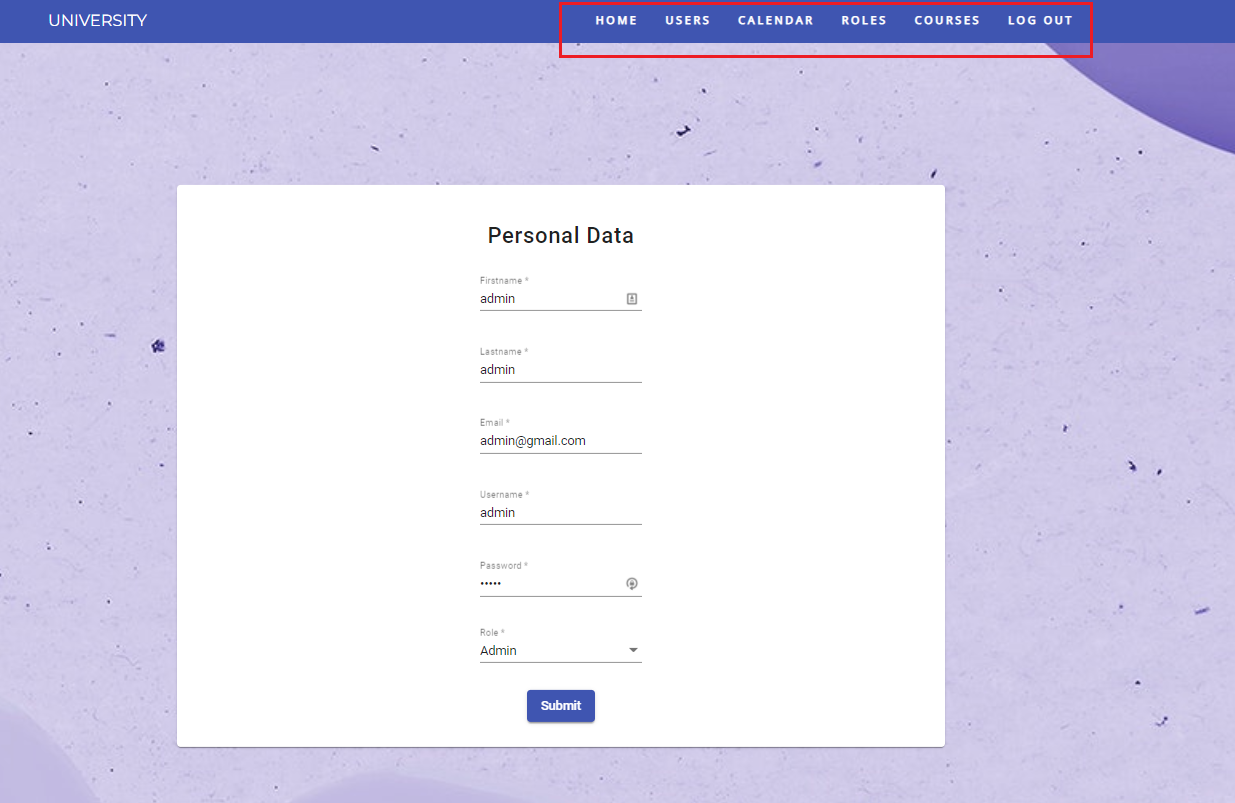 UNIVERSITY HOME USERS CALENDAR ROLES COURSES LOG OUT
Personal Data
Firstname *
admin
Lastname *
admin
Email *
admin@gmail.com
Username *
admin
Password *
•••••
Role *
Admin
Submit